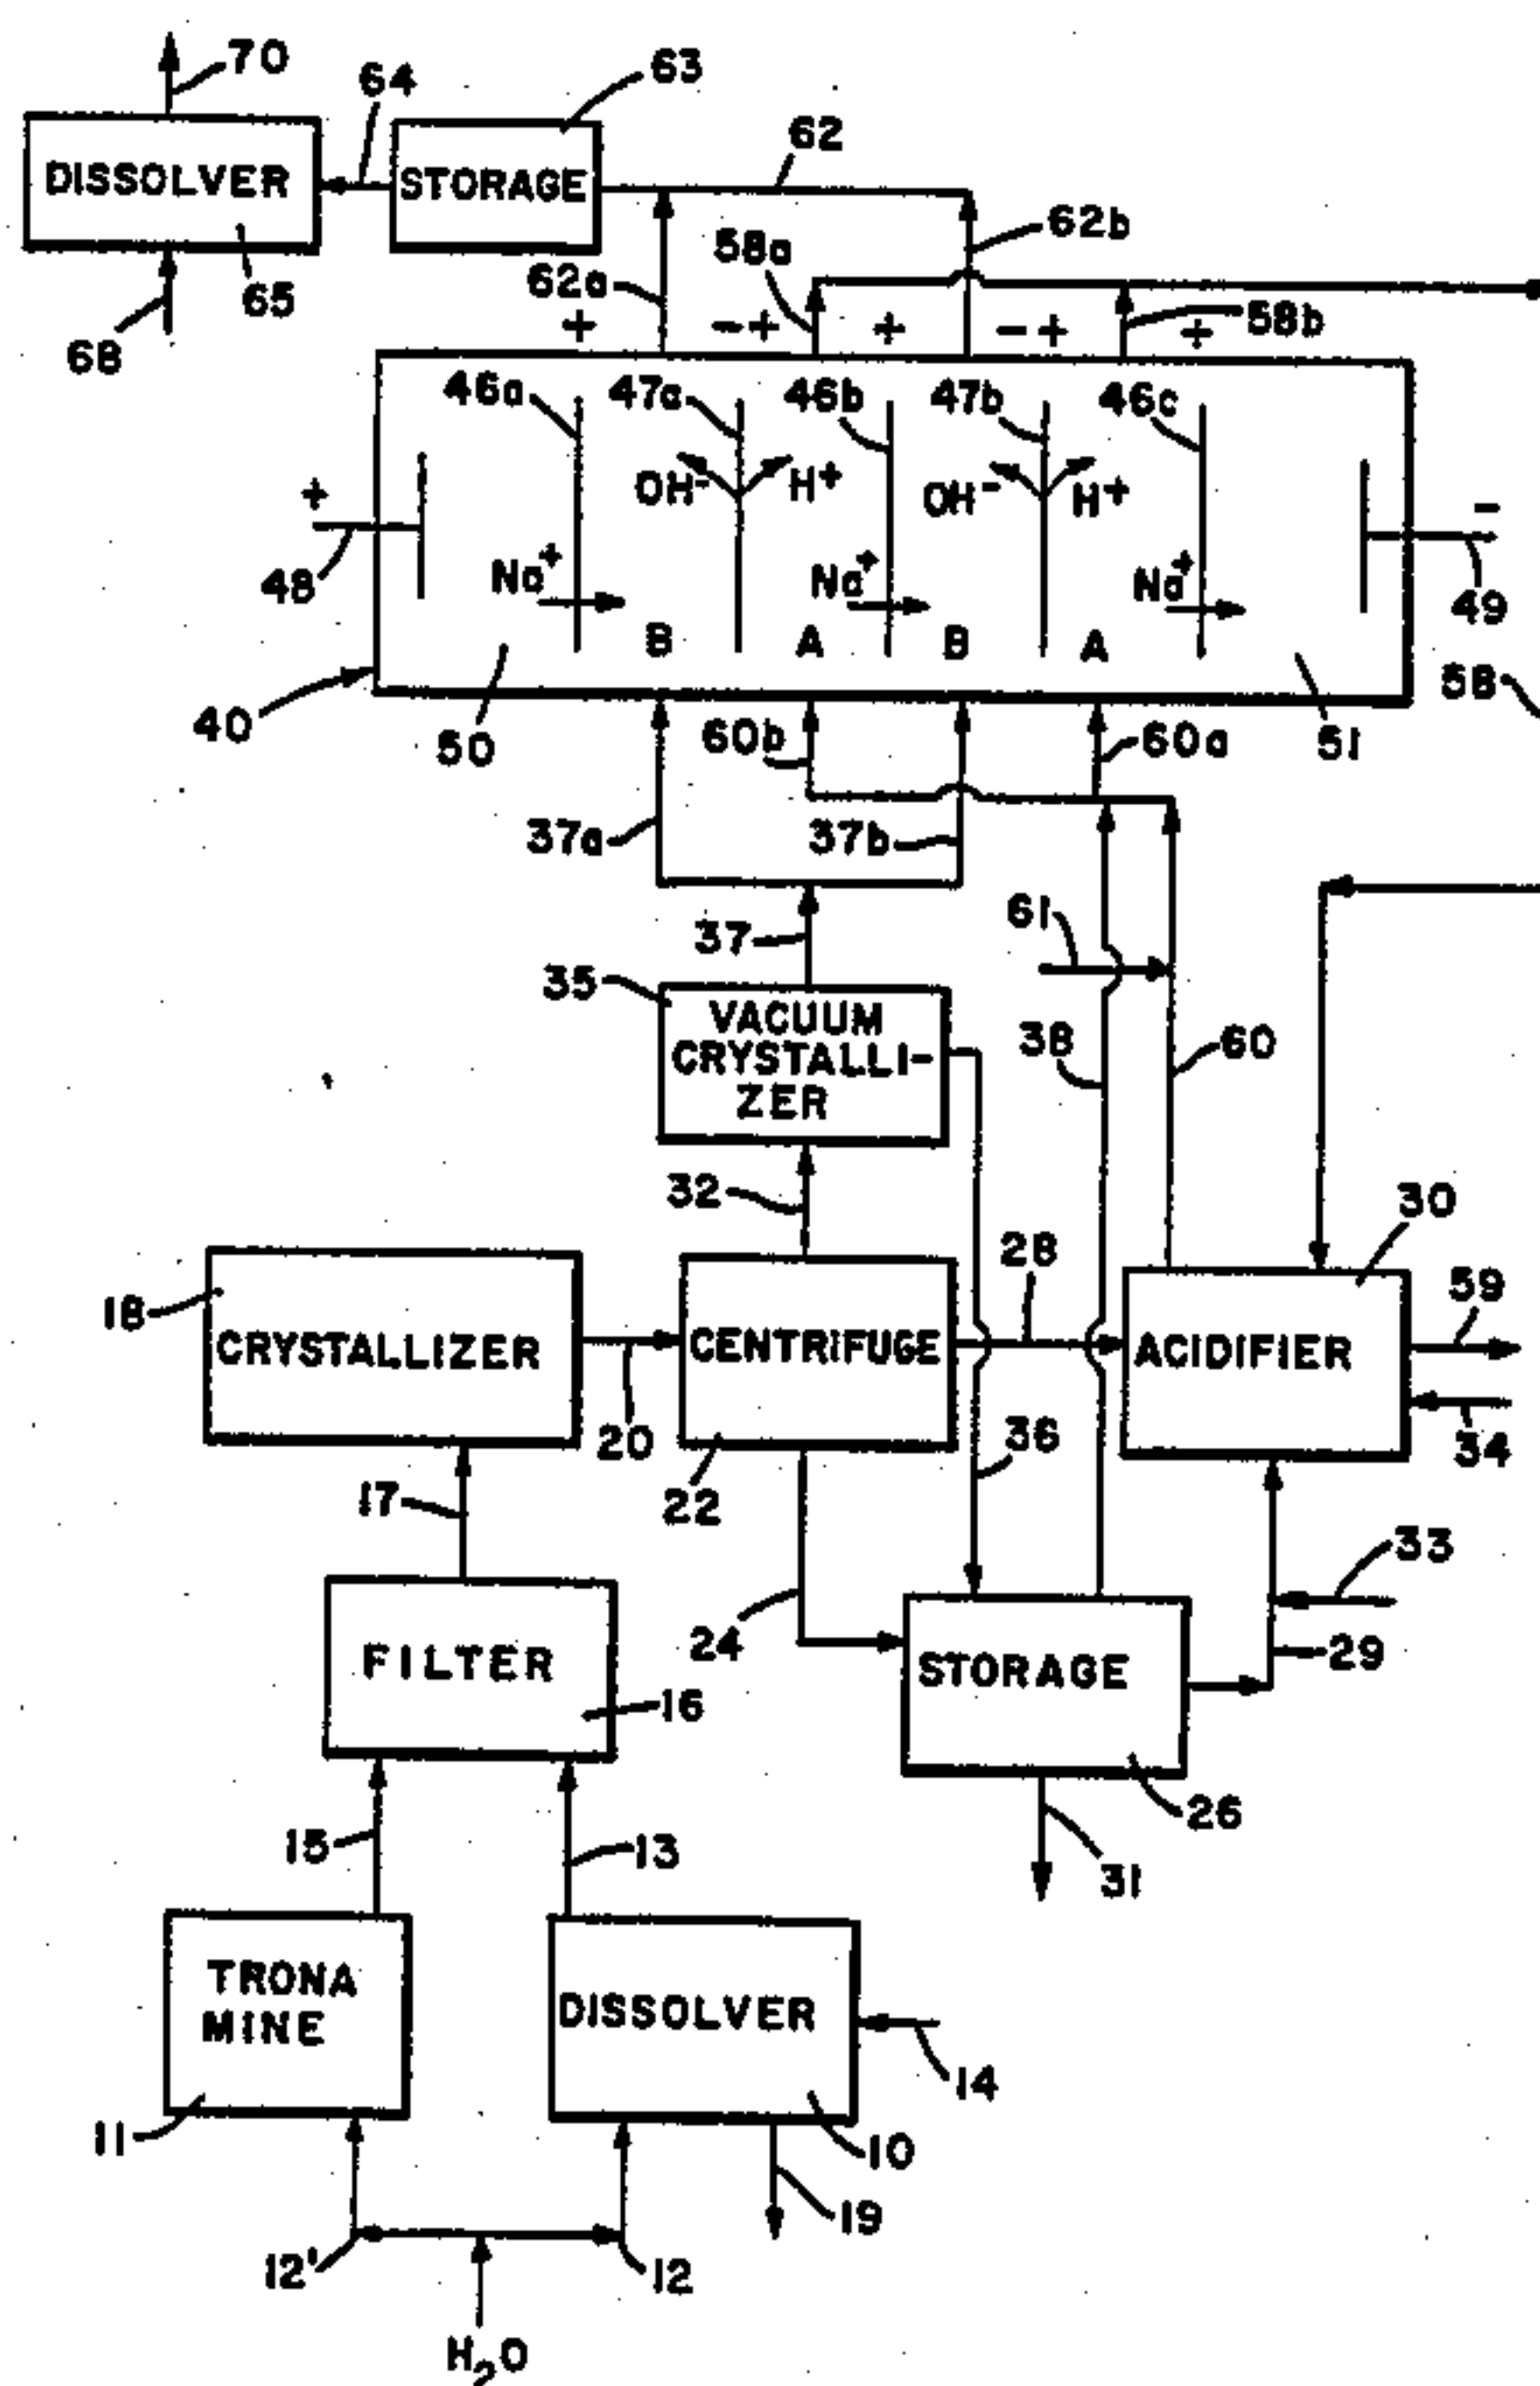 70
64
63
62
DISSOLVER
STORAGE
62b
58a
62a
65
68
+
-+
+
-+
+
58b
46a
47a
46b
47b
46c
OH-
H+
OH-
H+
+
-
48
Na+
Na+
Na+
49
B
A
B
A
58
40
50
60b
60a
51
37a
37b
61
37
35
VACUUM
CRYSTALLI-
ZER
38
60
32
30
28
59
18
CRYSTALLIZER
CENTRIFUGE
ACIDIFIER
20
36
34
17
22
33
24
29
FILTER
STORAGE
16
26
15
13
31
TRONA
MINE
DISSOLVER
14
11
10
19
12'
12
H2O